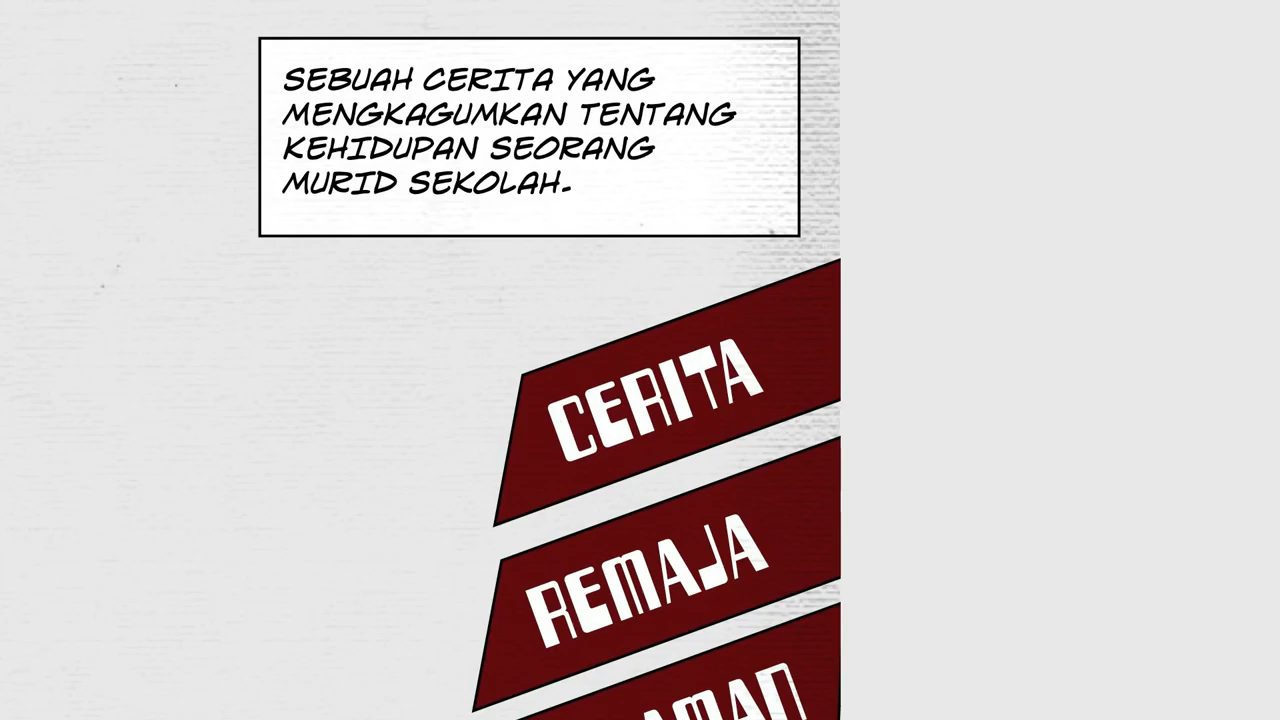 SEBUAH CERITA YANG
MENGKAGUMKAN TENTANG
KEHIDUPAN SEORANG
MURID SEKOLAH.
CERITA
REMAJA